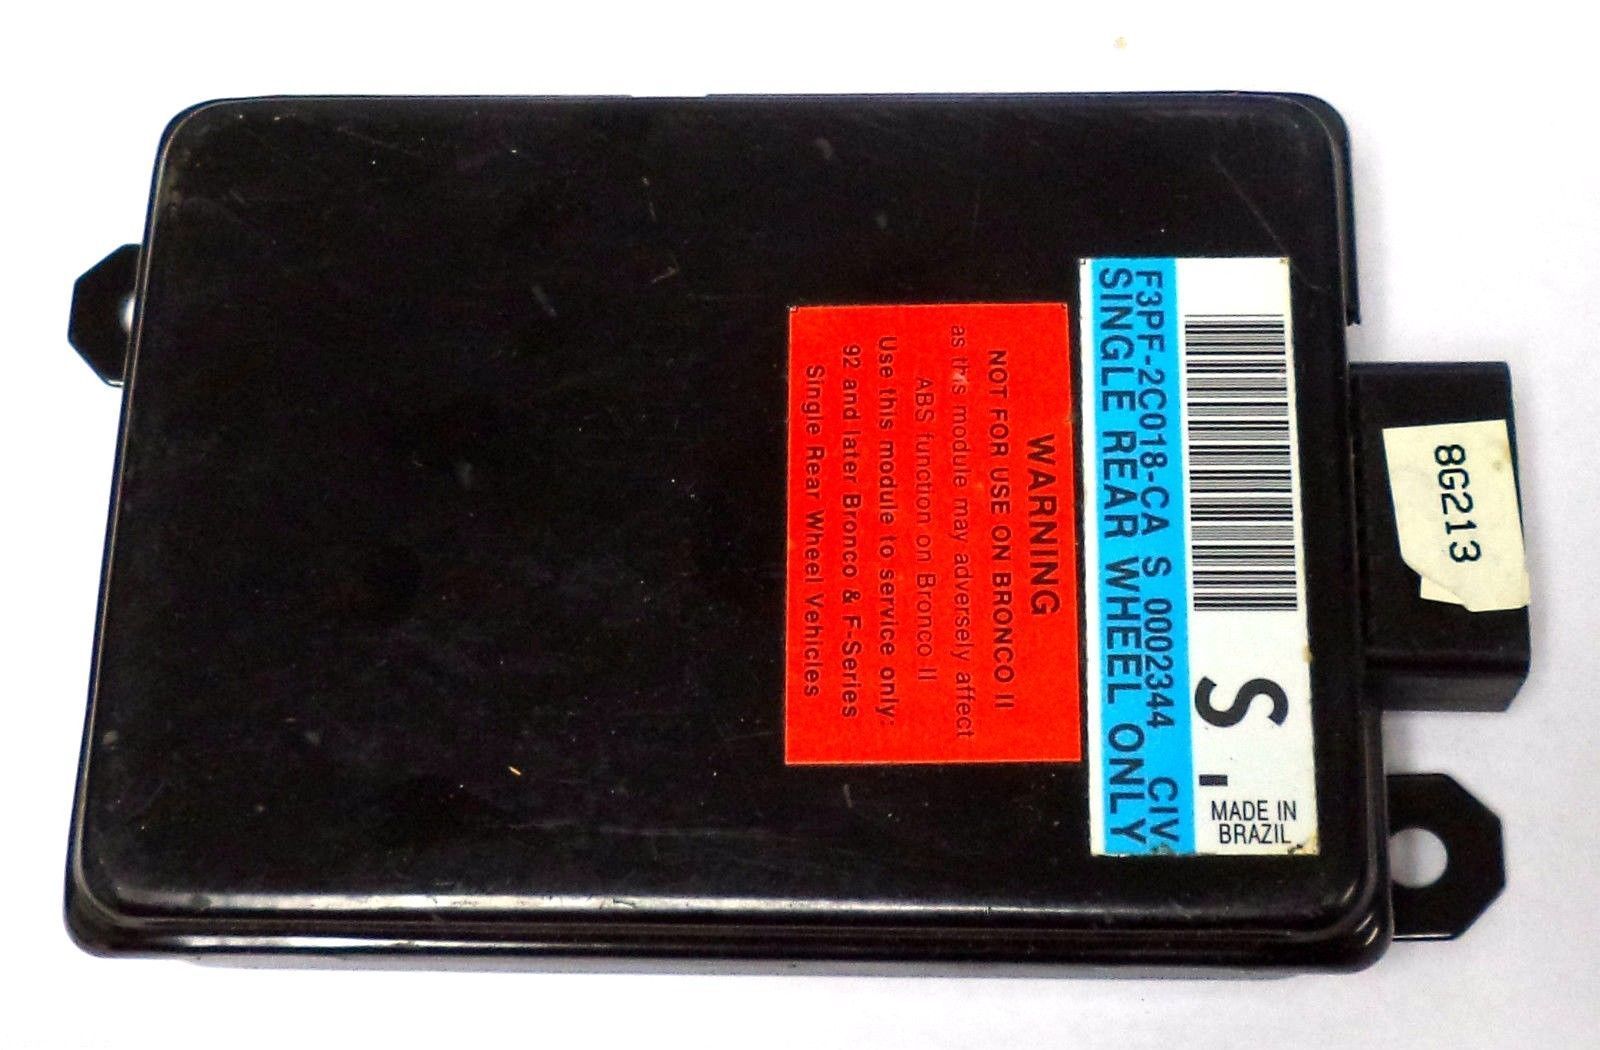 S -
MADE IN
BRAZIL
F3PF-2C018-CA S 0002344 CIV
SINGLE REAR WHEEL ONLY
WARNING
NOT FOR USE ON BRONCO II
as this module may adversely affect
ABS function on Bronco II
Use this module to service only:
92 and later Bronco & F-Series
Single Rear Wheel Vehicles
8G213